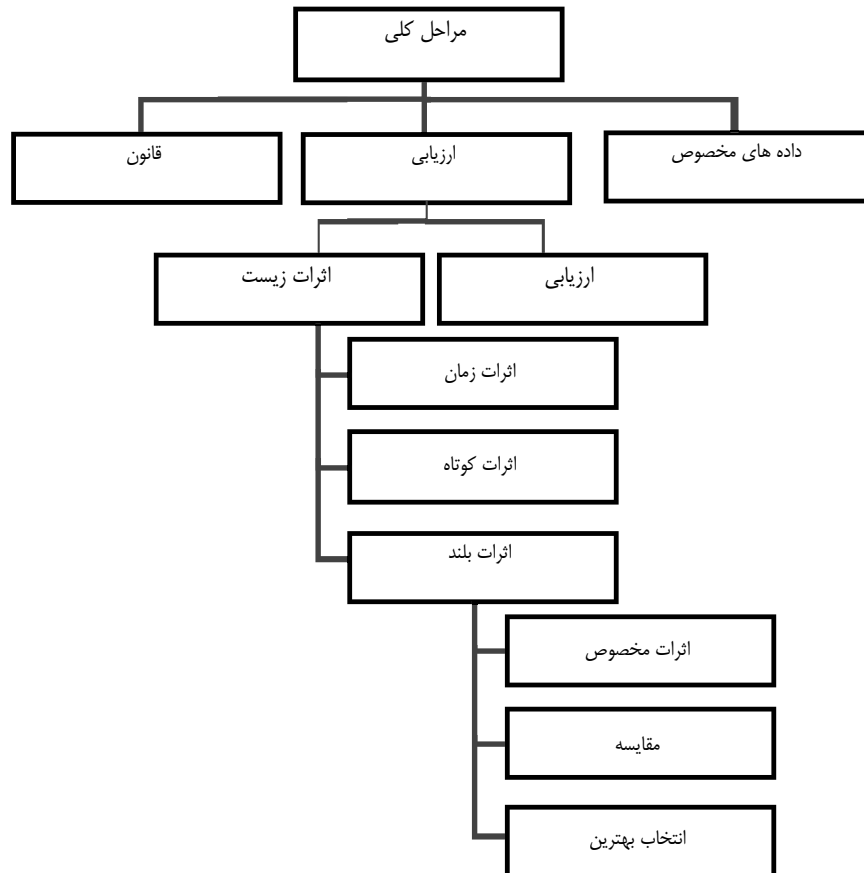 مراحل کلی
داده های مخصوص
ارزیابی
قانون
ارزیابی
اثرات زیست
اثرات زمان
اثرات کوتاه
اثرات بلند
اثرات مخصوص
مقایسه
انتخاب بهترین